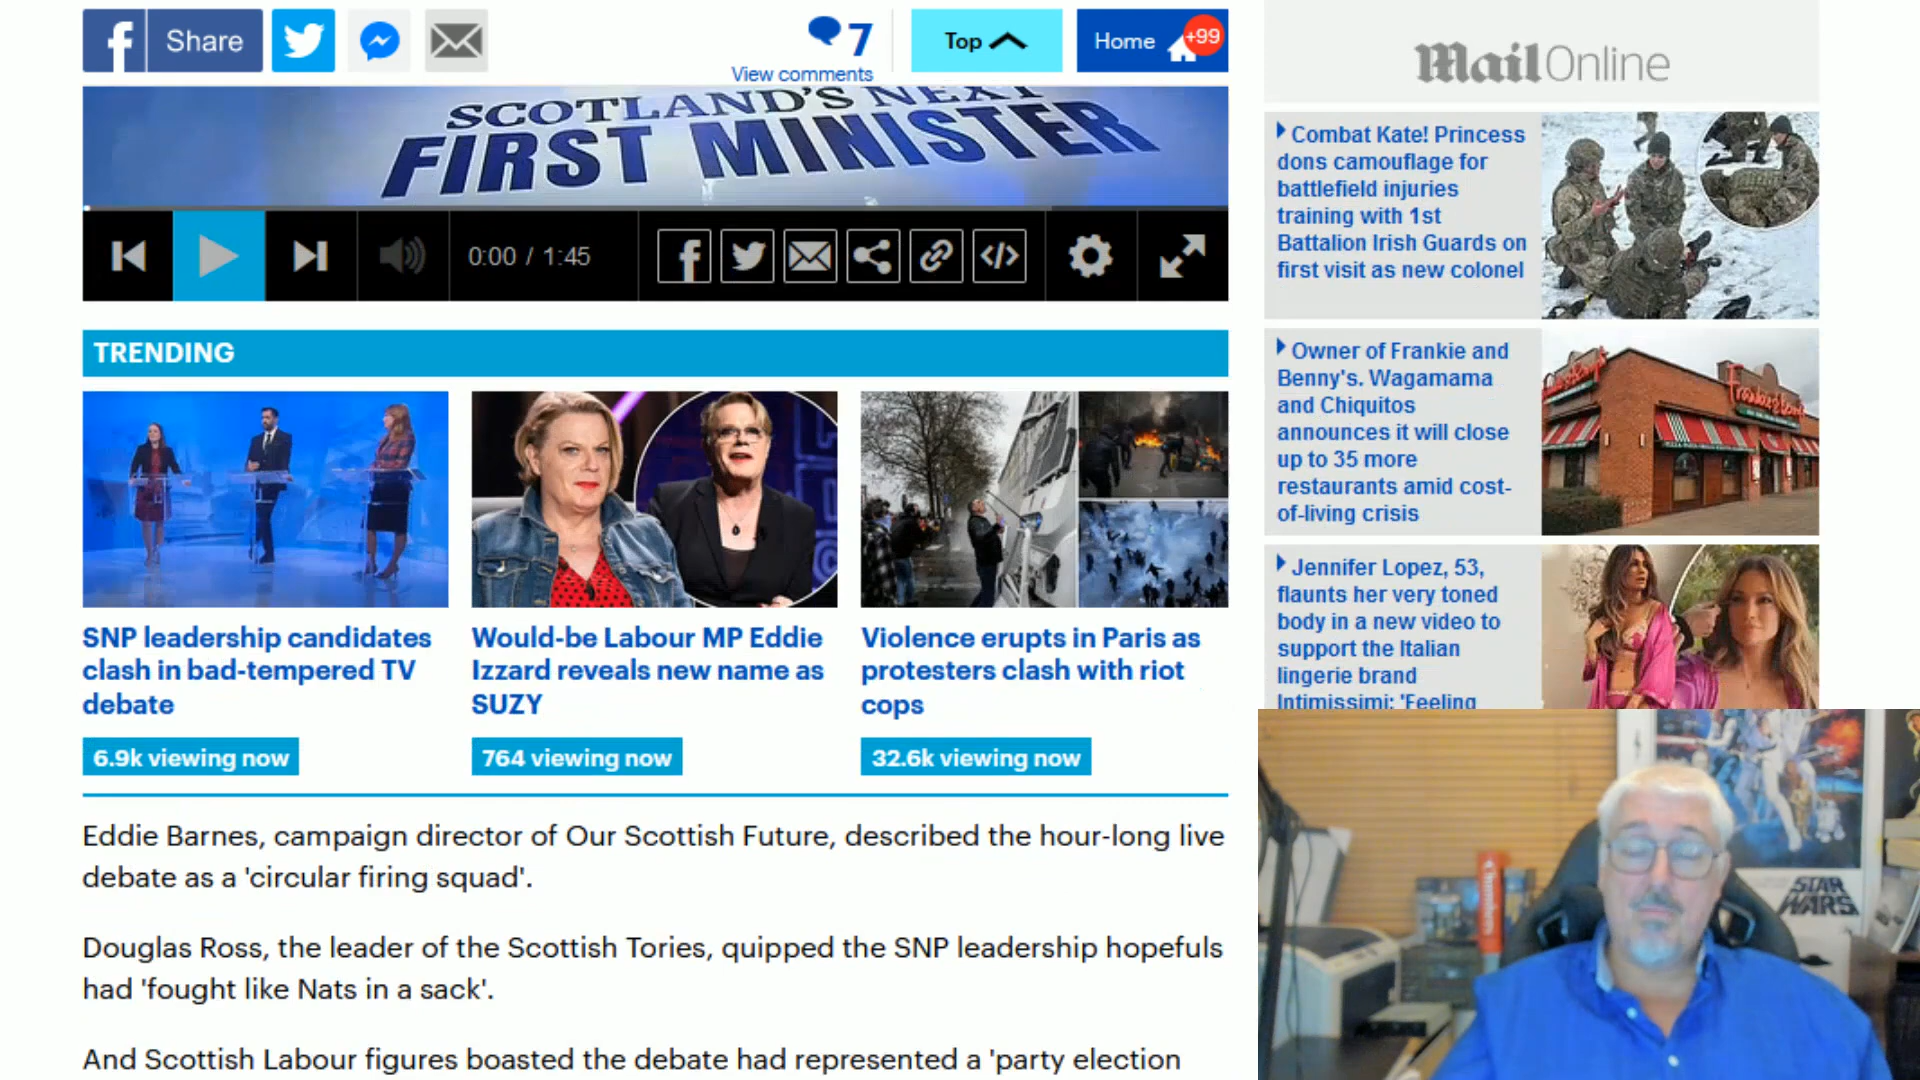 Share
7
View comments
Top
Home
+99
SCOTLAND'S NEXT
FIRST MINISTER
0:00 / 1:45
TRENDING
SNP leadership candidates
clash in bad-tempered TV
debate
6.9k viewing now
Would-be Labour MP Eddie
Izzard reveals new name as
SUZY
764 viewing now
Violence erupts in Paris as
protesters clash with riot
cops
32.6k viewing now
Eddie Barnes, campaign director of Our Scottish Future, described the hour-long live
debate as a 'circular firing squad'.
Douglas Ross, the leader of the Scottish Tories, quipped the SNP leadership hopefuls
had 'fought like Nats in a sack'.
And Scottish Labour figures boasted the debate had represented a 'party election
Mail Online
Combat Kate! Princess
dons camouflage for
battlefield injuries
training with 1st
Battalion Irish Guards on
first visit as new colonel
Owner of Frankie and
Benny's. Wagamama
and Chiquitos
announces it will close
up to 35 more
restaurants amid cost-
of-living crisis
Frankie & Benny's
Jennifer Lopez, 53,
flaunts her very toned
body in a new video to
support the Italian
lingerie brand
Intimissimi: 'Feeling
STAR
WARS